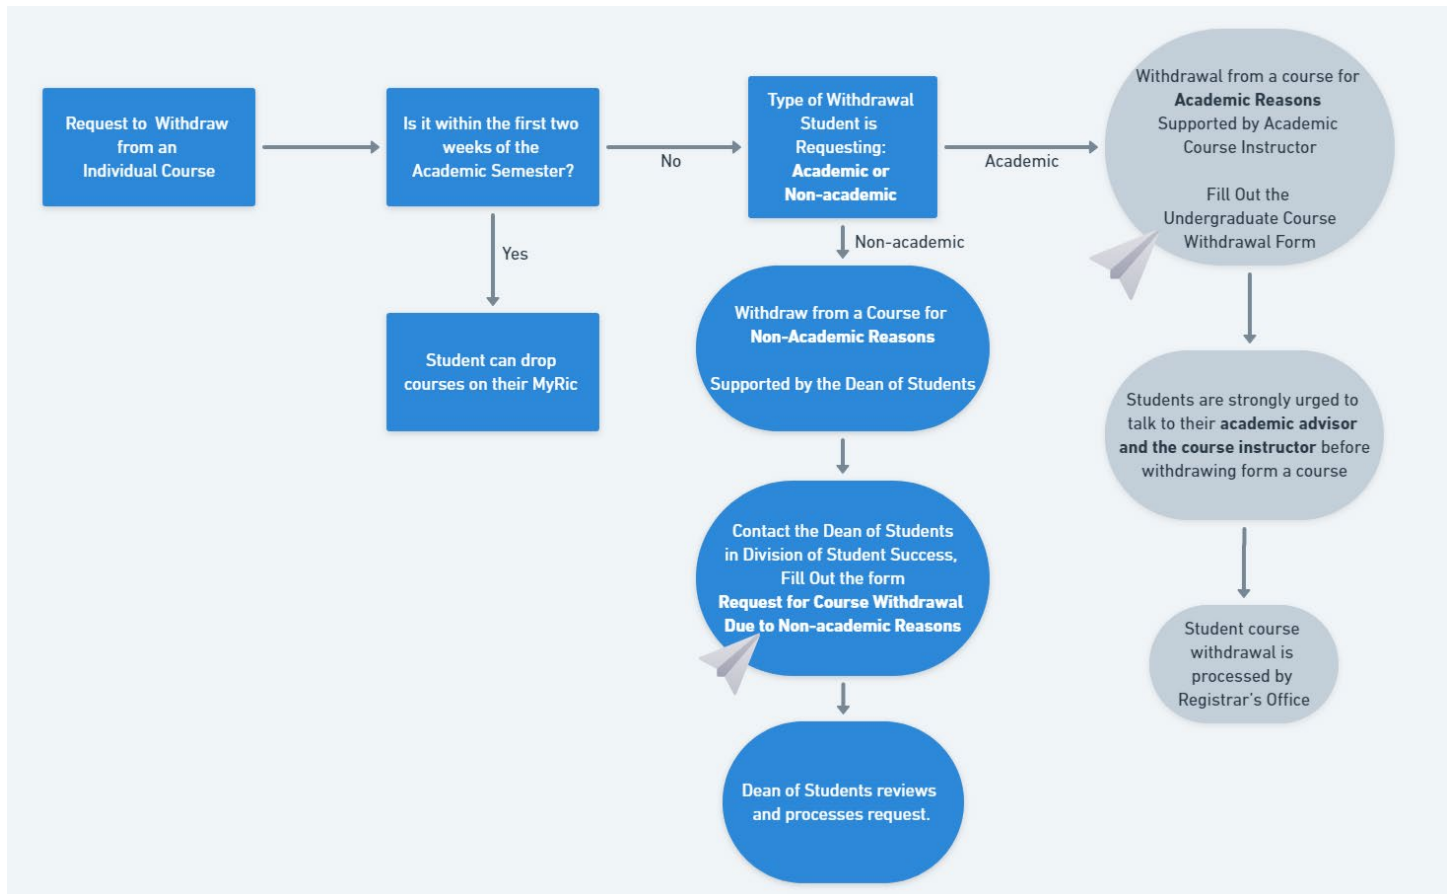 Request to Withdraw
from an
Individual Course
Is it within the first two
weeks of the
Academic Semester?
No
Yes
Student can drop
courses on their MyRic
Type of Withdrawal
Student is
Requesting:
Academic or
Non-academic
Academic
Non-academic
Withdraw from a Course for
Non-Academic Reasons
Supported by the Dean of Students
Contact the Dean of Students
in Division of Student Success,
Fill Out the form
Request for Course Withdrawal
Due to Non-academic Reasons
Dean of Students reviews
and processes request.
Withdrawal from a course for
Academic Reasons
Supported by Academic
Course Instructor
Fill Out the
Undergraduate Course
Withdrawal Form
Students are strongly urged to
talk to their academic advisor
and the course instructor before
withdrawing form a course
Student course
withdrawal is
processed by
Registrar's Office